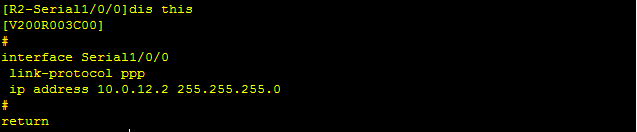 [R2-Serial1/0/0]dis this
[V200R003C00]
#
interface Serial1/0/0
 link-protocol ppp
 ip address 10.0.12.2 255.255.255.0
#
return